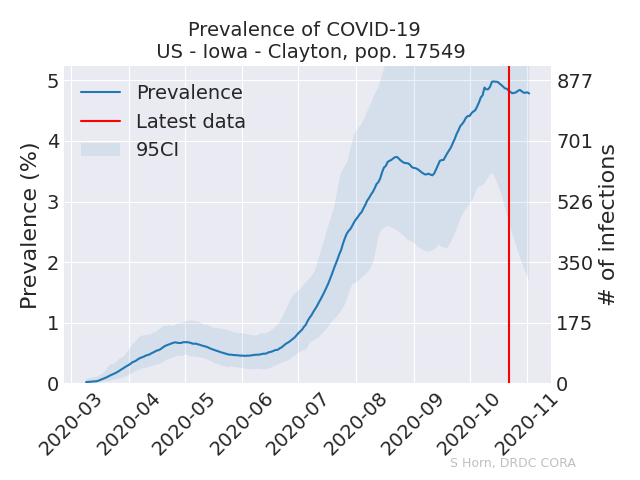 Prevalence of COVID-19
US - Iowa - Clayton, pop. 17549
Prevalence
Latest data
95CI
Prevalence (%)
5
4
3
2
1
0
877
701
526
350
175
0
# of infections
2020-03
2020-04
2020-05
2020-06
2020-07
2020-08
2020-09
2020-10
2020-11
S Horn, DRDC CORA